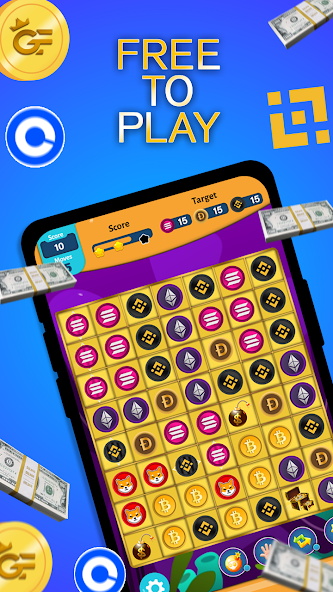 FREE
TO
PLAY
Score
10
Moves
Score
Target
15
15
15